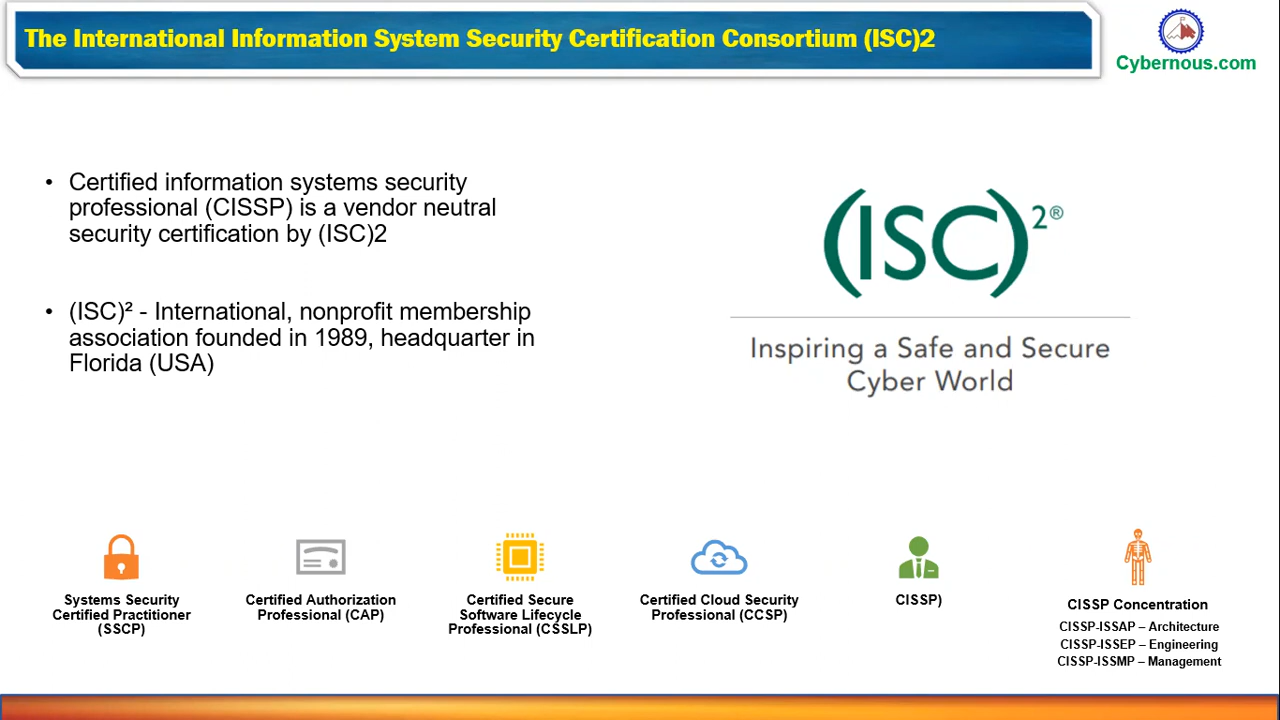 The International Information System Security Certification Consortium (ISC)2
Cybernous.com
• Certified information systems security
professional (CISSP) is a vendor neutral
security certification by (ISC)2
• (ISC)² - International, nonprofit membership
association founded in 1989, headquarter in
Florida (USA)
(ISC)2®
Inspiring a Safe and Secure
Cyber World
Systems Security
Certified Practitioner
(SSCP)
Certified Authorization
Professional (CAP)
Certified Secure
Software Lifecycle
Professional (CSSLP)
Certified Cloud Security
Professional (CCSP)
CISSP)
CISSP Concentration
CISSP-ISSAP – Architecture
CISSP-ISSEP – Engineering
CISSP-ISSMP – Management